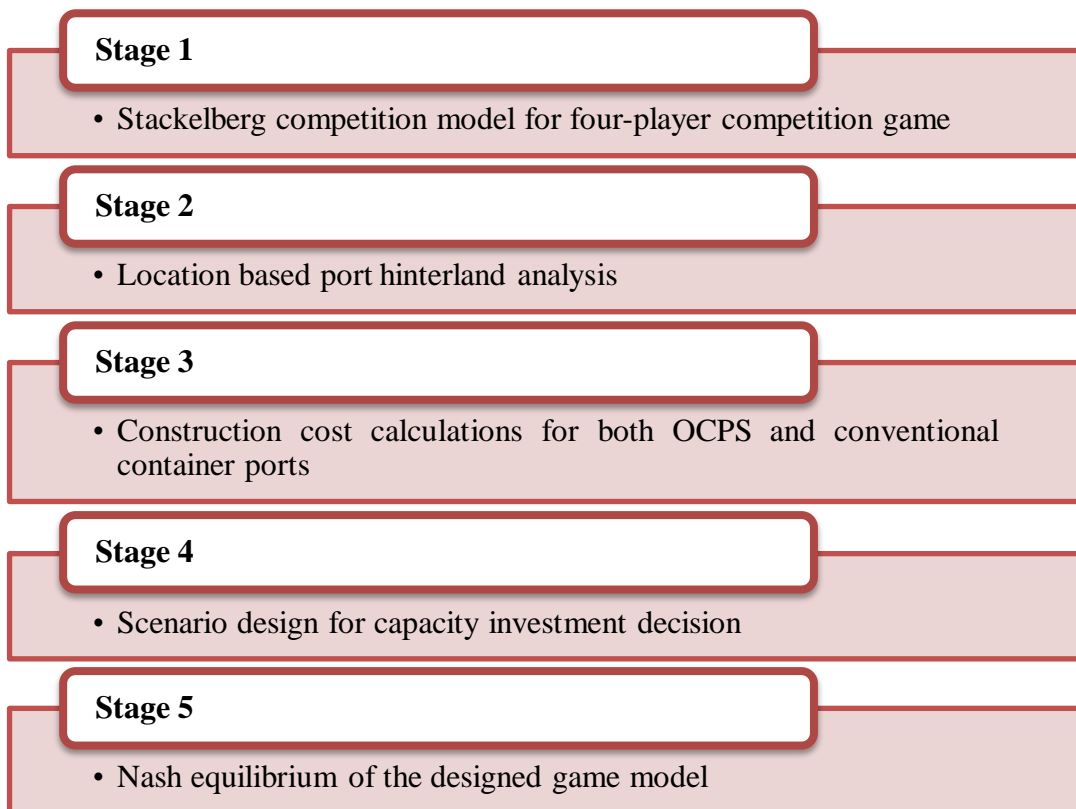 Stage 1
• Stackelberg competition model for four-player competition game
Stage 2
• Location based port hinterland analysis
Stage 3
• Construction cost calculations for both OCPS and conventional
container ports
Stage 4
• Scenario design for capacity investment decision
Stage 5
• Nash equilibrium of the designed game model